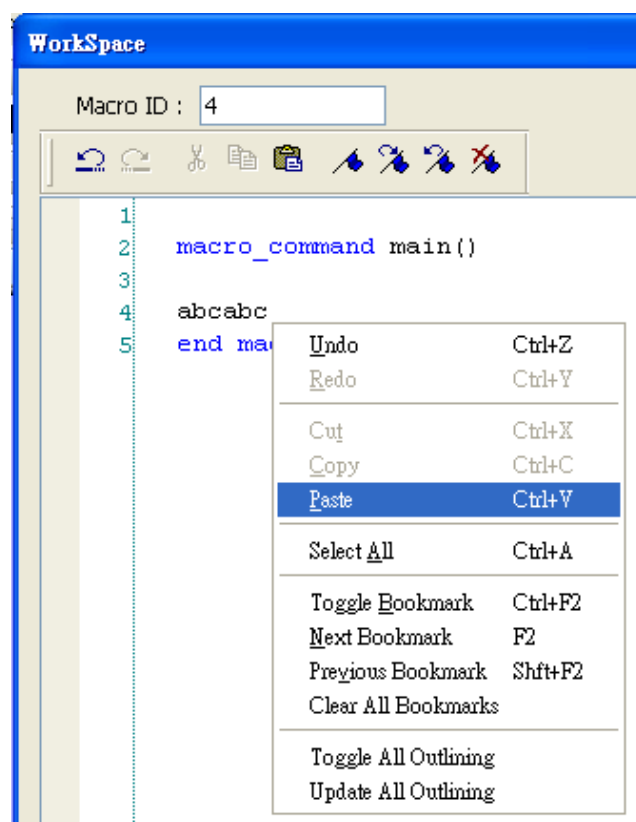 WorkSpace
Macro ID : 4
1
2 macro_command main()
3
4 abcabc
5 end mac
Undo Ctrl+Z
Redo Ctrl+Y
Cut Ctrl+X
Copy Ctrl+C
Paste Ctrl+V
Select All Ctrl+A
Toggle Bookmark Ctrl+F2
Next Bookmark F2
Previous Bookmark Shft+F2
Clear All Bookmarks
Toggle All Outlining
Update All Outlining